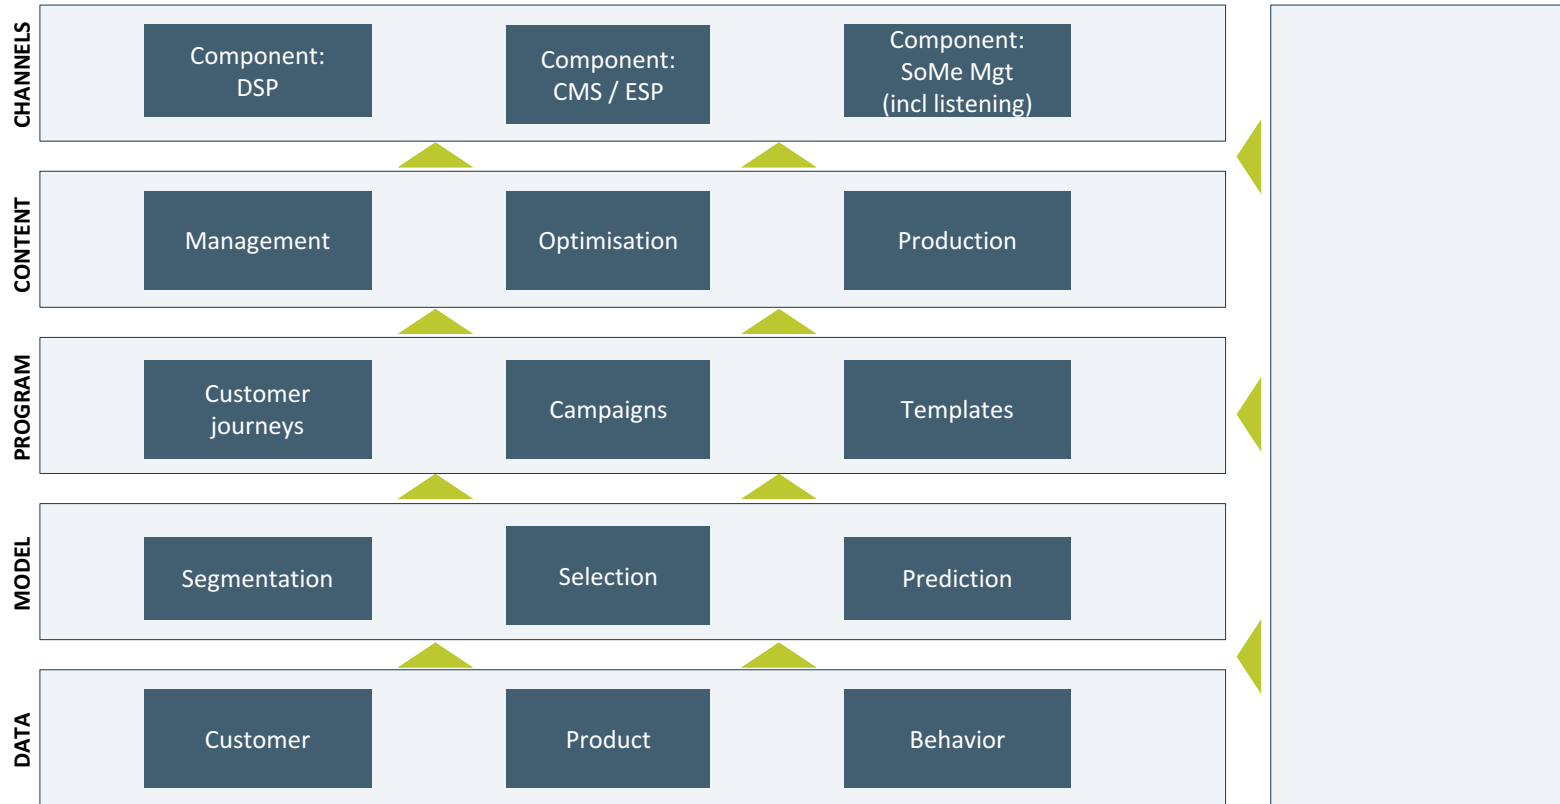 CHANNELS
Component:
DSP
Component:
CMS / ESP
Component:
SoMe Mgt
(incl listening)
CONTENT
Management
Optimisation
Production
PROGRAM
Customer
journeys
Campaigns
Templates
MODEL
Segmentation
Selection
Prediction
DATA
Customer
Product
Behavior